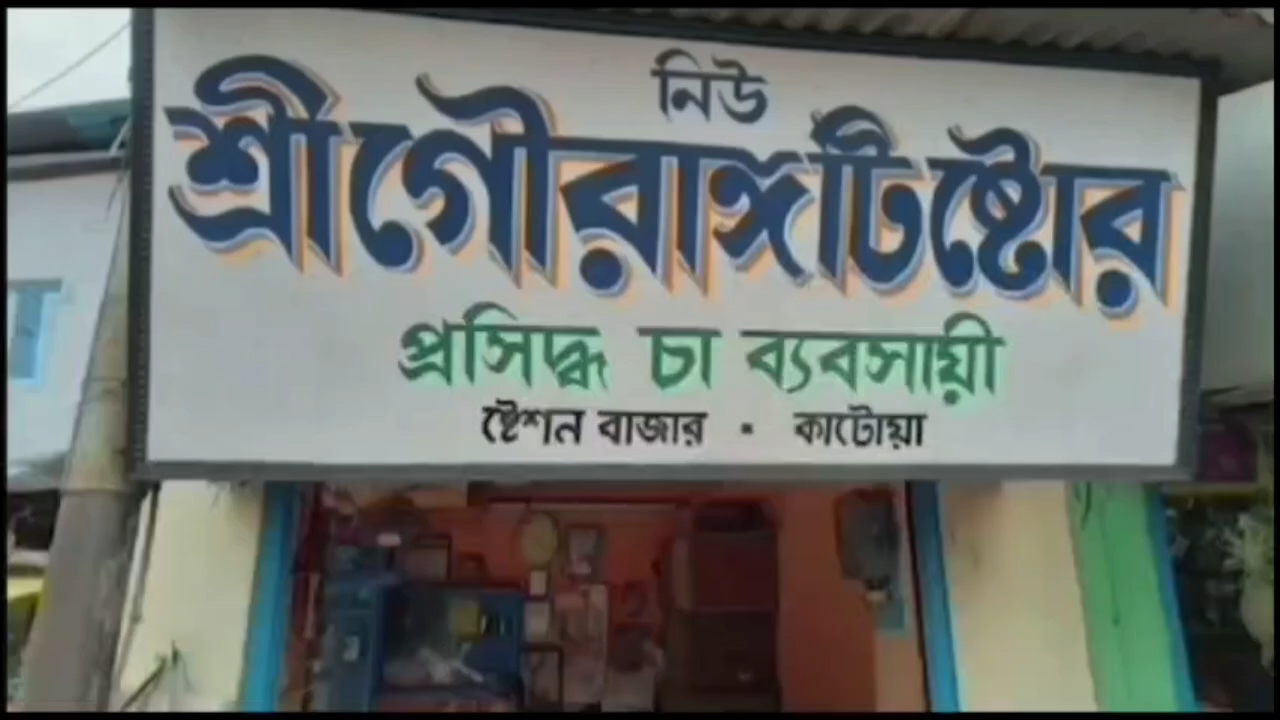 নিউ
শ্রীগৌরাঙ্গ টি ষ্টোর
প্রসিদ্ধ চা ব্যবসায়ী
ষ্টেশন বাজার • কাটোয়া